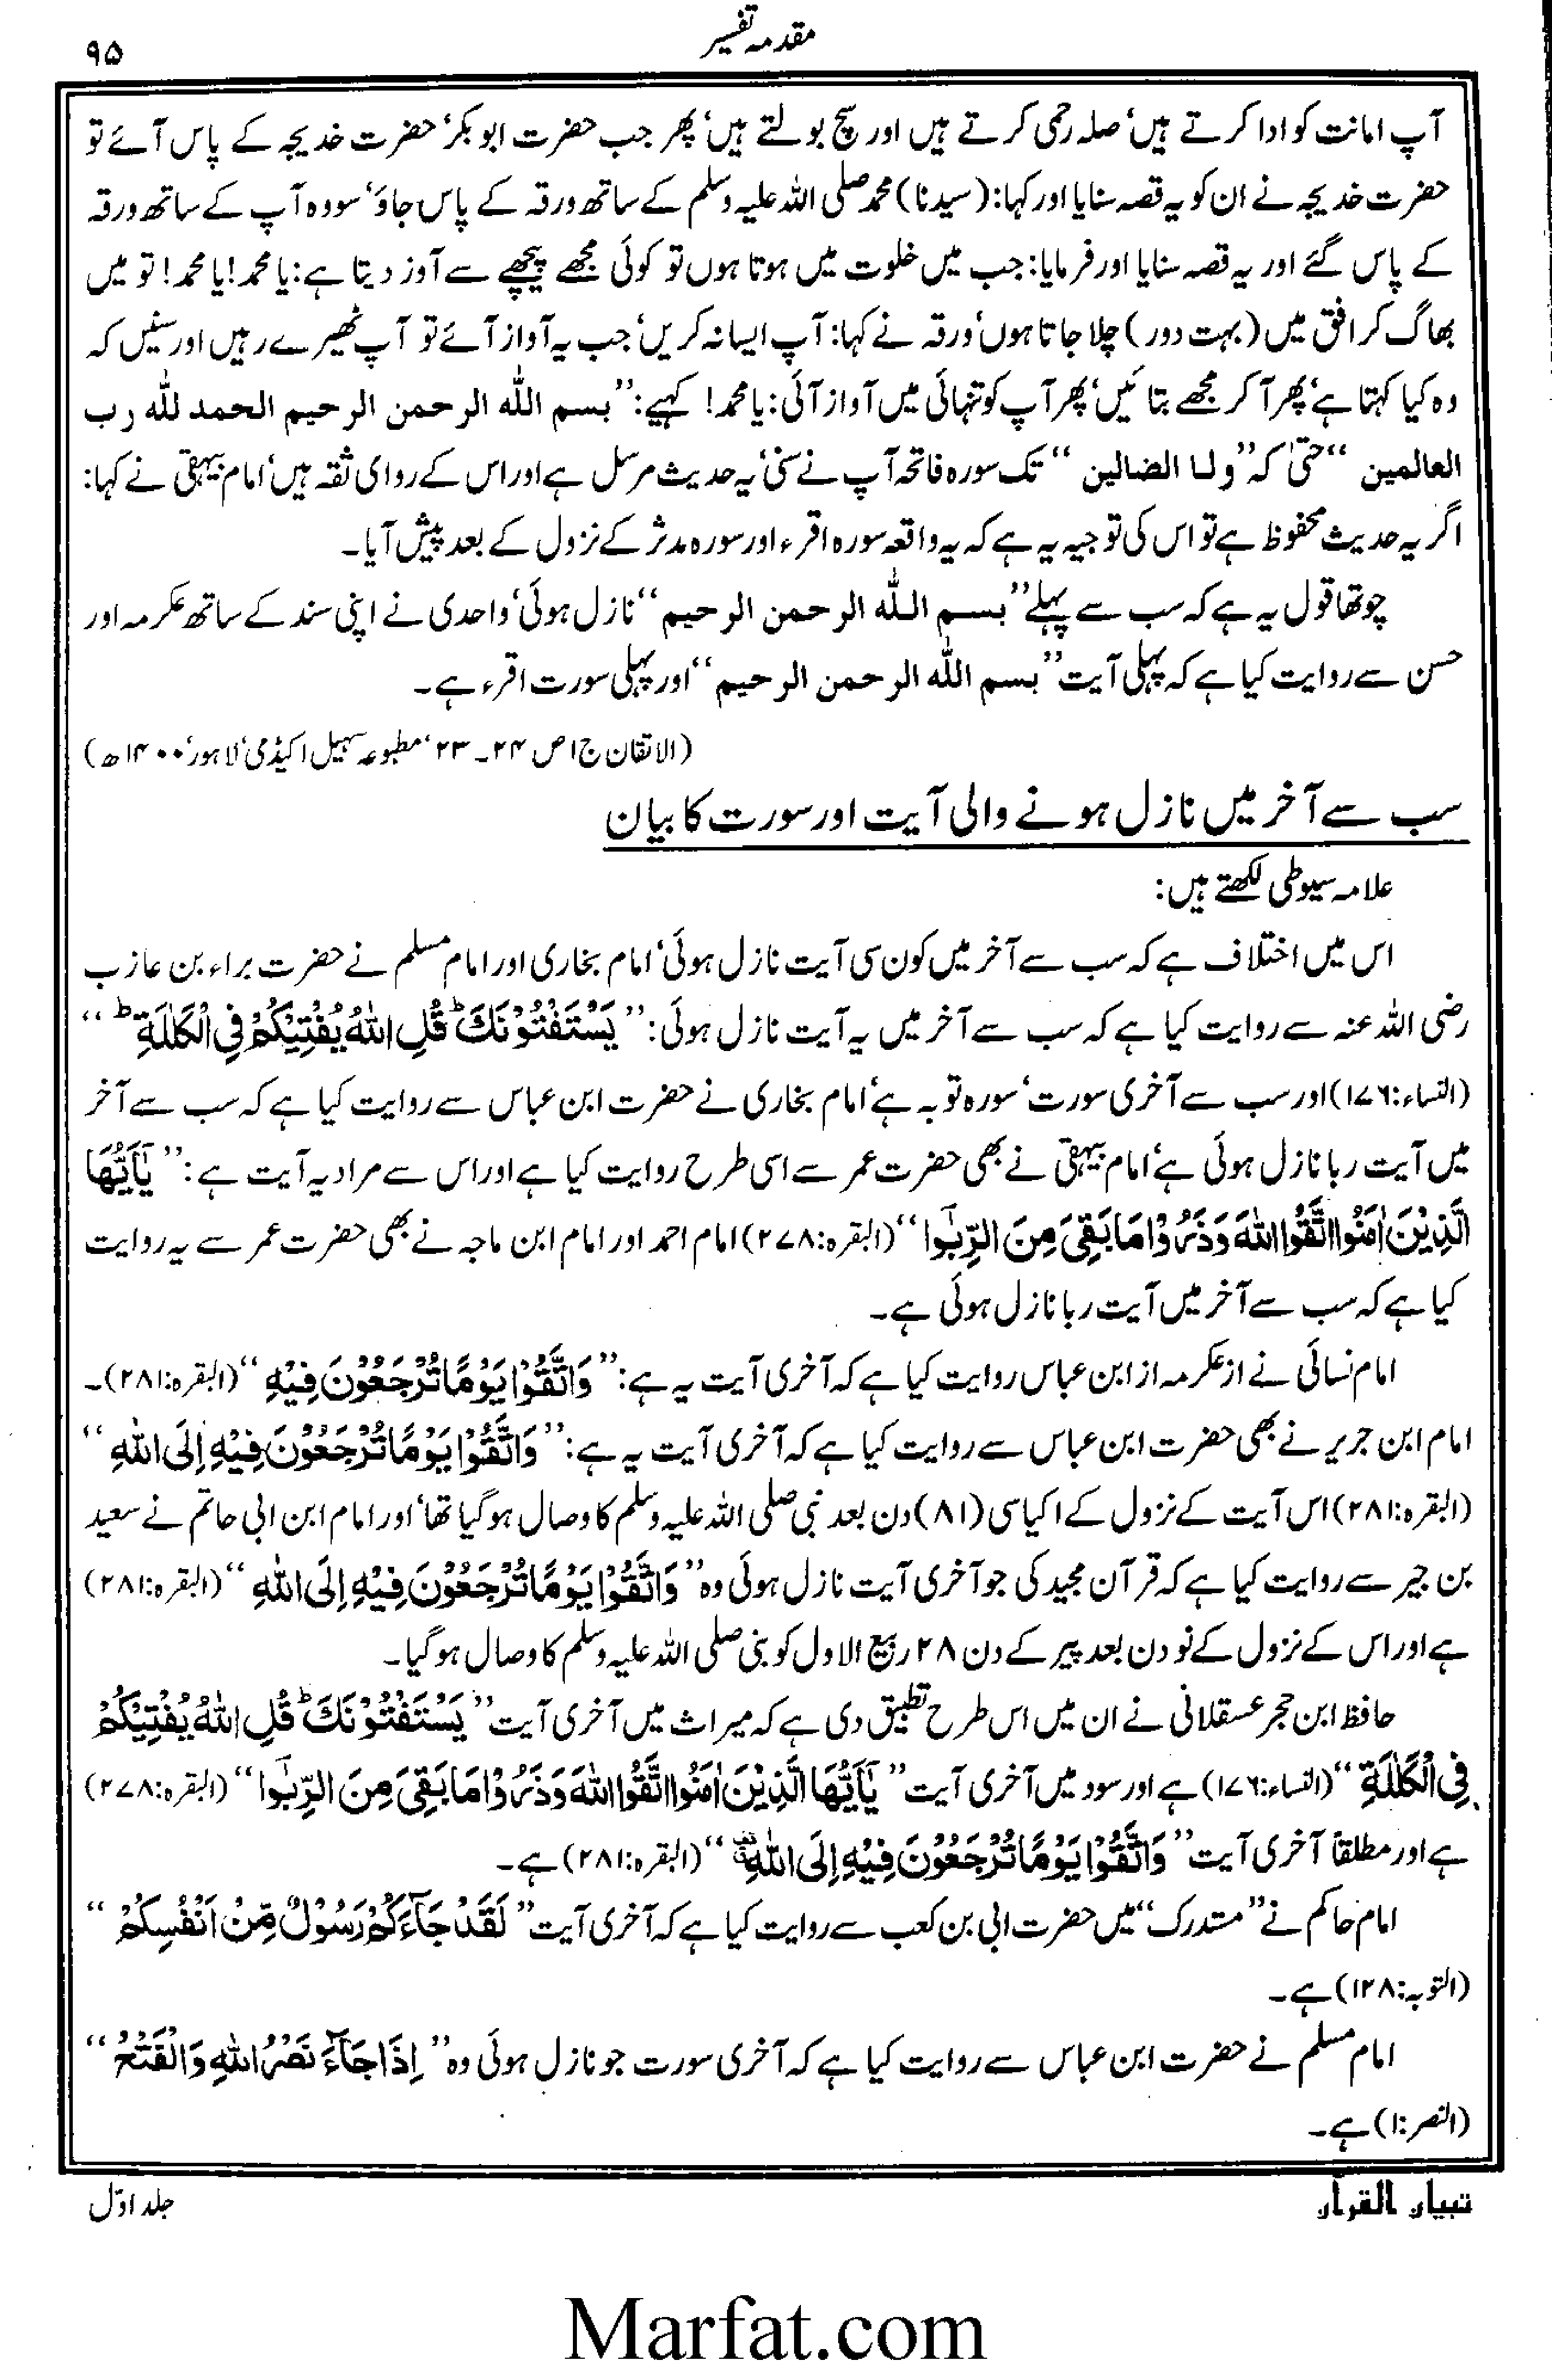 مقدمہ تفسیر
۹۵
آپ امانت کو ادا کرتے ہیں، صلہ رحمی کرتے ہیں اور سچ بولتے ہیں، پھر جب حضرت ابوبکر، حضرت خدیجہ کے پاس آئے تو
حضرت خدیجہ نے ان کو یہ قصہ سنایا اور کہا: (سیدنا) محمد صلی اللہ علیہ وسلم کے ساتھ ورقہ کے پاس جاؤ، سو وہ آپ کے ساتھ ورقہ
کے پاس گئے اور یہ قصہ سنایا اور فرمایا: جب میں خلوت میں ہوتا ہوں تو کوئی مجھے پیچھے سے آوز دیتا ہے: یا محمد! یا محمد! تو میں
بھاگ کر افق میں (بہت دور) چلا جاتا ہوں، ورقہ نے کہا: آپ ایسا نہ کریں، جب یہ آواز آئے تو آپ ٹھیرے رہیں اور سنیں کہ
وہ کیا کہتا ہے، پھر آ کر مجھے بتائیں، پھر آپ کو تنہائی میں آواز آئی: یا محمد! کہیے: ’’بسم اللہ الرحمن الرحیم الحمد للہ رب
العالمین‘‘ حتیٰ کہ ’’ولا الضالین‘‘ تک سورہ فاتحہ آپ نے سنی، یہ حدیث مرسل ہے اور اس کے روای ثقہ ہیں، امام بیہقی نے کہا:
اگر یہ حدیث محفوظ ہے تو اس کی توجیہ یہ ہے کہ یہ واقعہ سورہ اقرء اور سورہ مدثر کے نزول کے بعد پیش آیا۔
چوتھا قول یہ ہے کہ سب سے پہلے ’’بسم اللہ الرحمن الرحیم‘‘ نازل ہوئی، واحدی نے اپنی سند کے ساتھ عکرمہ اور
حسن سے روایت کیا ہے کہ پہلی آیت ’’بسم اللہ الرحمن الرحیم‘‘ اور پہلی سورت اقرء ہے۔
(الاتقان ج ۱ ص ۲۴۔۲۳، مطبوعہ سہیل اکیڈمی، لاہور، ۱۴۰۰ھ)
سب سے آخر میں نازل ہونے والی آیت اور سورت کا بیان
علامہ سیوطی لکھتے ہیں:
اس میں اختلاف ہے کہ سب سے آخر میں کون سی آیت نازل ہوئی، امام بخاری اور امام مسلم نے حضرت براء بن عازب
رضی اللہ عنہ سے روایت کیا ہے کہ سب سے آخر میں یہ آیت نازل ہوئی: ’’يَسْتَفْتُوْنَكَ ؕ قُلِ اللّٰهُ يُفْتِيْكُمْ فِي الْكَلٰلَةِ ؕ‘‘
(النساء: ۱۷۶) اور سب سے آخری سورت، سورہ توبہ ہے، امام بخاری نے حضرت ابن عباس سے روایت کیا ہے کہ سب سے آخر
میں آیت ربا نازل ہوئی ہے، امام بیہقی نے بھی حضرت عمر سے اسی طرح روایت کیا ہے اور اس سے مراد یہ آیت ہے: ’’يٰٓاَيُّهَا
الَّذِيْنَ اٰمَنُوا اتَّقُوا اللّٰهَ وَذَرُوْا مَا بَقِيَ مِنَ الرِّبٰٓوا‘‘ (البقرہ: ۲۷۸) امام احمد اور امام ابن ماجہ نے بھی حضرت عمر سے یہ روایت
کیا ہے کہ سب سے آخر میں آیت ربا نازل ہوئی ہے۔
امام نسائی نے از عکرمہ از ابن عباس روایت کیا ہے کہ آخری آیت یہ ہے: ’’وَاتَّقُوْا يَوْمًا تُرْجَعُوْنَ فِيْهِ‘‘ (البقرہ: ۲۸۱)۔
امام ابن جریر نے بھی حضرت ابن عباس سے روایت کیا ہے کہ آخری آیت یہ ہے: ’’وَاتَّقُوْا يَوْمًا تُرْجَعُوْنَ فِيْهِ اِلَى اللّٰهِ‘‘
(البقرہ: ۲۸۱) اس آیت کے نزول کے اکیاسی (۸۱) دن بعد نبی صلی اللہ علیہ وسلم کا وصال ہو گیا تھا، اور امام ابن ابی حاتم نے سعید
بن جبیر سے روایت کیا ہے کہ قرآن مجید کی جو آخری آیت نازل ہوئی وہ ’’وَاتَّقُوْا يَوْمًا تُرْجَعُوْنَ فِيْهِ اِلَى اللّٰهِ‘‘ (البقرہ: ۲۸۱)
ہے اور اس کے نزول کے نو دن بعد پیر کے دن ۲۸ ربیع الاول کو بنی صلی اللہ علیہ وسلم کا وصال ہو گیا۔
حافظ ابن حجر عسقلانی نے ان میں اس طرح تطبیق دی ہے کہ میراث میں آخری آیت ’’يَسْتَفْتُوْنَكَ ؕ قُلِ اللّٰهُ يُفْتِيْكُمْ
فِي الْكَلٰلَةِ‘‘ (النساء: ۱۷۶) ہے اور سود میں آخری آیت ’’يٰٓاَيُّهَا الَّذِيْنَ اٰمَنُوا اتَّقُوا اللّٰهَ وَذَرُوْا مَا بَقِيَ مِنَ الرِّبٰٓوا‘‘ (البقرہ: ۲۷۸)
ہے اور مطلقاً آخری آیت ’’وَاتَّقُوْا يَوْمًا تُرْجَعُوْنَ فِيْهِ اِلَى اللّٰهِ‘‘ (البقرہ: ۲۸۱) ہے۔
امام حاکم نے ’’مستدرک‘‘ میں حضرت ابی بن کعب سے روایت کیا ہے کہ آخری آیت ’’لَقَدْ جَآءَكُمْ رَسُوْلٌ مِّنْ اَنْفُسِكُمْ‘‘
(التوبہ: ۱۲۸) ہے۔
امام مسلم نے حضرت ابن عباس سے روایت کیا ہے کہ آخری سورت جو نازل ہوئی وہ ’’اِذَا جَآءَ نَصْرُ اللّٰهِ وَالْفَتْحُ‘‘
(النصر: ۱) ہے۔
تبیان القرآن
جلد اوّل
Marfat.com